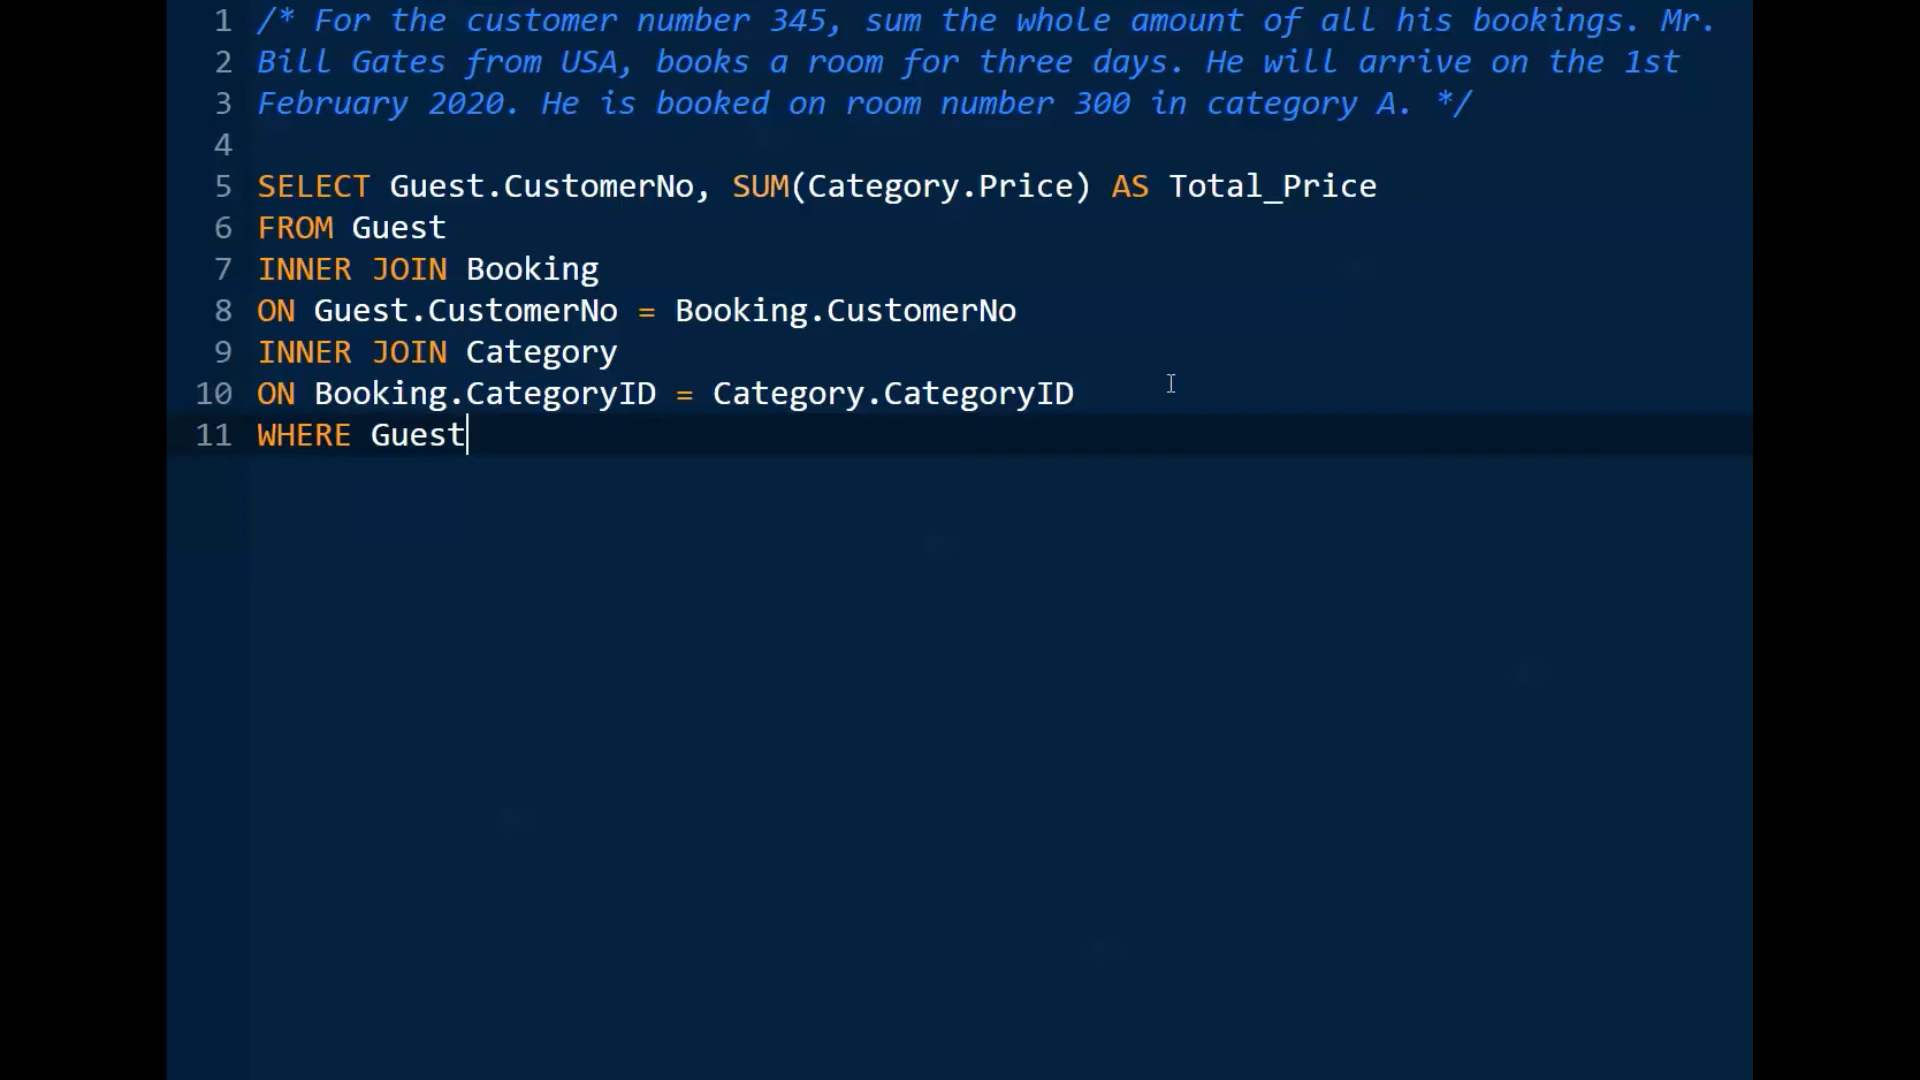 1 /* For the customer number 345, sum the whole amount of all his bookings. Mr.
2 Bill Gates from USA, books a room for three days. He will arrive on the 1st
3 February 2020. He is booked on room number 300 in category A. */
4
5 SELECT Guest.CustomerNo, SUM(Category.Price) AS Total_Price
6 FROM Guest
7 INNER JOIN Booking
8 ON Guest.CustomerNo = Booking.CustomerNo
9 INNER JOIN Category
10 ON Booking.CategoryID = Category.CategoryID
11 WHERE Guest